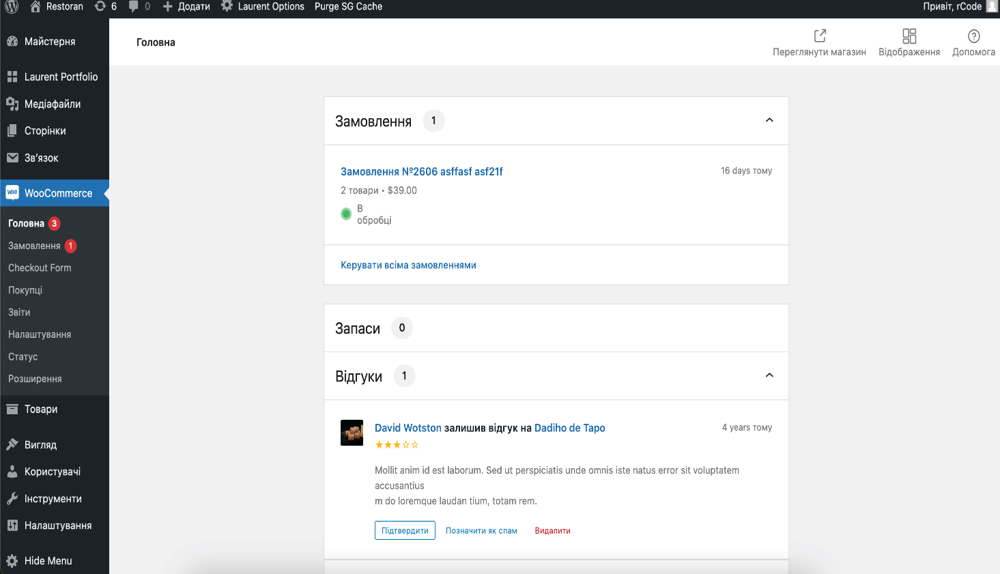 Restoran 6 0 Додати Laurent Options Purge SG Cache Привіт, rCode
Майстерня
Laurent Portfolio
Медіафайли
Сторінки
Зв’язок
woo WooCommerce
Головна 3
Замовлення 1
Checkout Form
Покупці
Звіти
Налаштування
Статус
Розширення
Товари
Вигляд
Користувачі
Інструменти
Налаштування
Hide Menu
Головна
Переглянути магазин Відображення Допомога
Замовлення 1
Замовлення №2606 asffasf asf21f 16 days тому
2 товари • $39.00
В
обробці
Керувати всіма замовленнями
Запаси 0
Відгуки 1
David Wotston залишив відгук на Dadiho de Tapo 4 years тому
Mollit anim id est laborum. Sed ut perspiciatis unde omnis iste natus error sit voluptatem
accusantius
m do loremque laudan tium, totam rem.
Підтвердити Позначити як спам Видалити